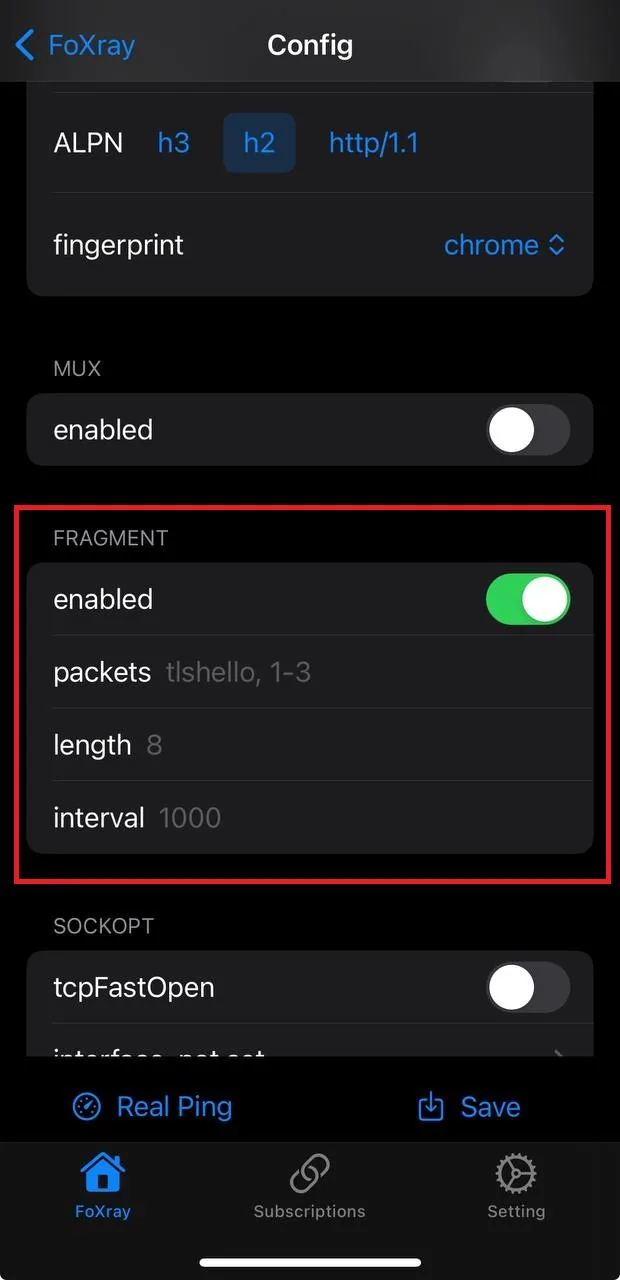 FoXray
Config
ALPN h3 h2 http/1.1
fingerprint chrome
MUX
enabled
FRAGMENT
enabled
packets tlshello, 1-3
length 8
interval 1000
SOCKOPT
tcpFastOpen
Real Ping Save
FoXray Subscriptions Setting